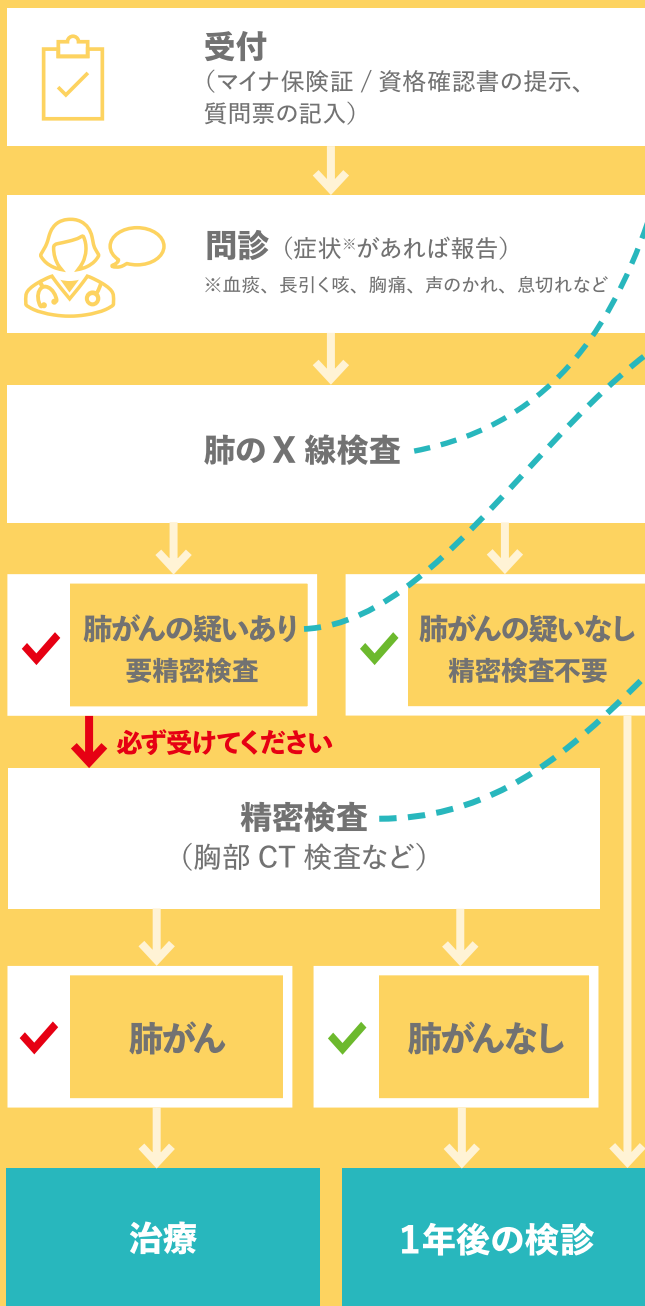 受付
（マイナ保険証 / 資格確認書の提示、
質問票の記入）
問診（症状※があれば報告）
※血痰、長引く咳、胸痛、声のかれ、息切れなど
肺のX線検査
肺がんの疑いあり
要精密検査
肺がんの疑いなし
精密検査不要
必ず受けてください
精密検査
（胸部 CT 検査など）
肺がん
肺がんなし
治療
1年後の検診